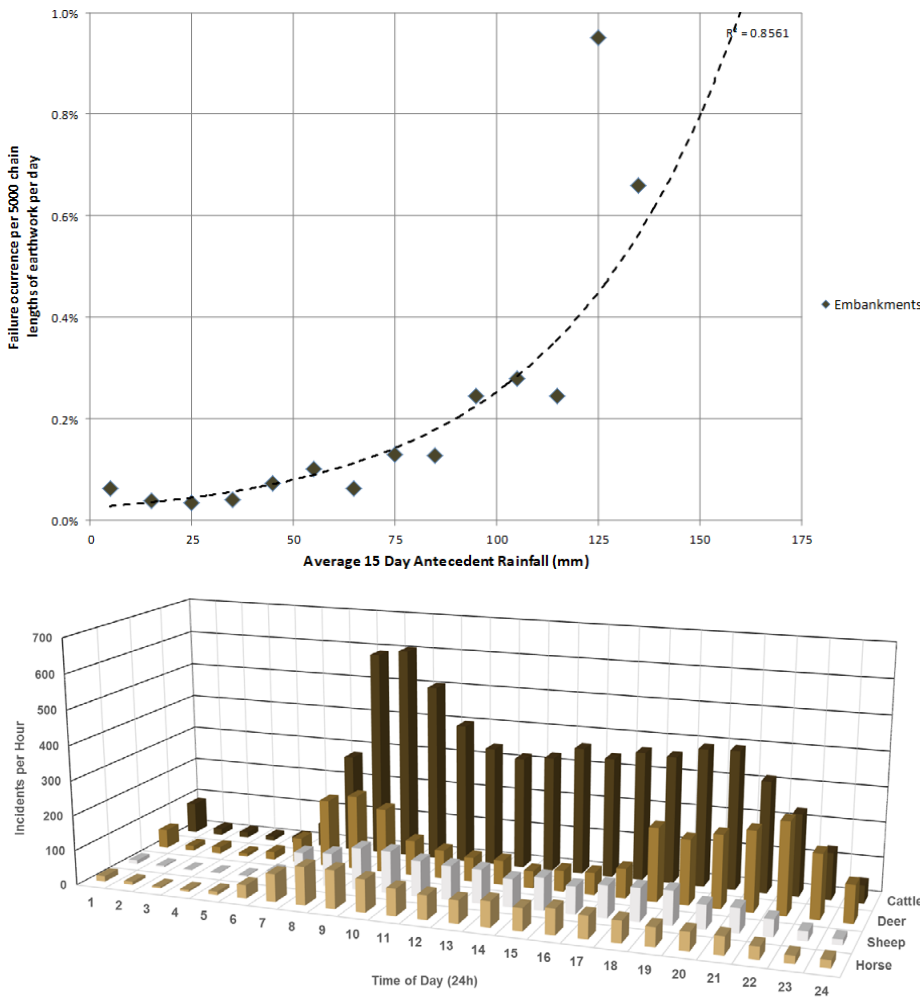 1.0%
R² = 0.8561
0.8%
0.6%
0.4%
0.2%
0.0%
Failure ocurrence per 5000 chain
lengths of earthwork per day
Embankments
0 25 50 75 100 125 150 175
Average 15 Day Antecedent Rainfall (mm)
700
600
500
400
300
200
100
0
Incidents per Hour
1 2 3 4 5 6 7 8 9 10 11 12 13 14 15 16 17 18 19 20 21 22 23 24
Cattle
Deer
Sheep
Horse
Time of Day (24h)